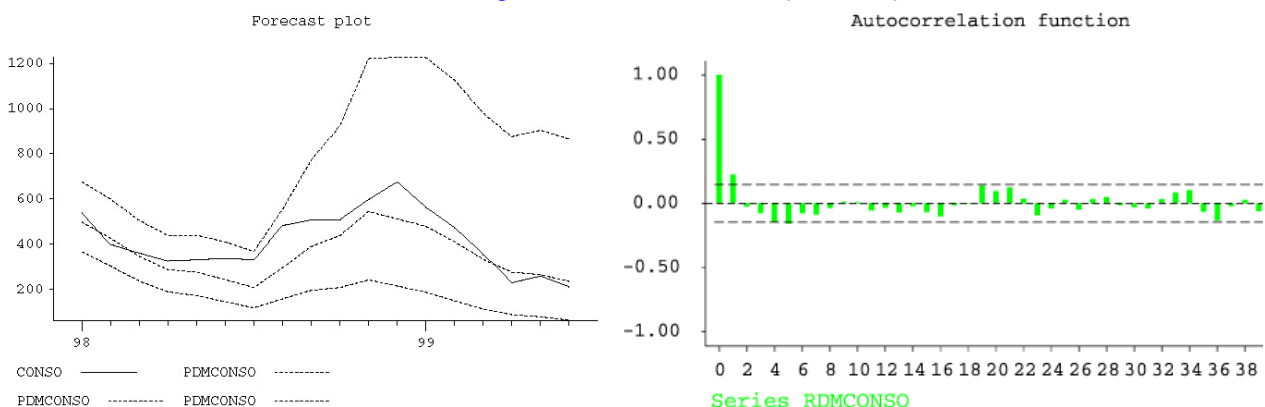 Forecast plot
1200
1000
800
600
400
200
98
99
CONSO
PDMCONSO
PDMCONSO
PDMCONSO
Autocorrelation function
1.00
0.50
0.00
-0.50
-1.00
0 2 4 6 8 10 12 14 16 18 20 22 24 26 28 30 32 34 36 38
Series RDMCONSO